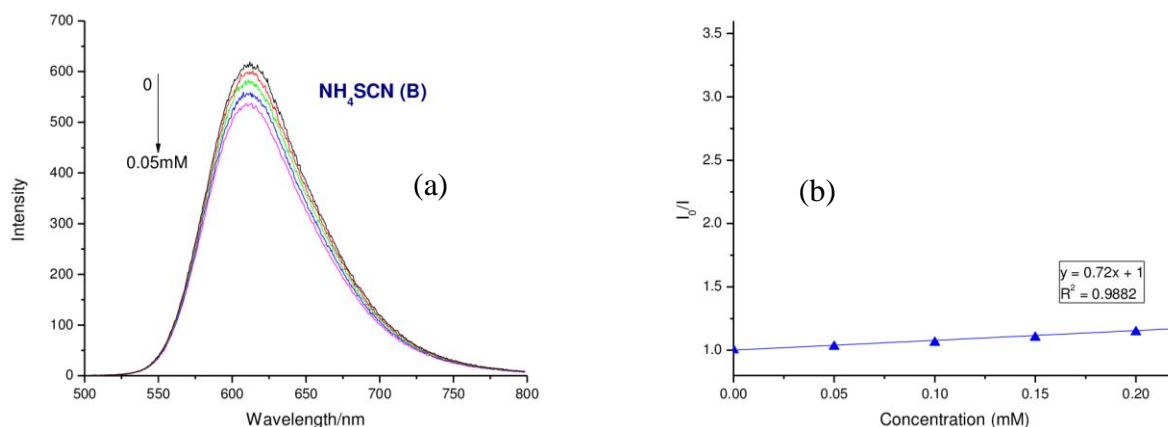 700
600
500
400
300
200
100
0
500
550
600
650
700
750
800
Intensity
Wavelength/nm
0
0.05mM
NH₄SCN (B)
(a)
3.5
3.0
2.5
2.0
1.5
1.0
0.00
0.05
0.10
0.15
0.20
I₀/I
Concentration (mM)
(b)
y = 0.72x + 1
R² = 0.9882